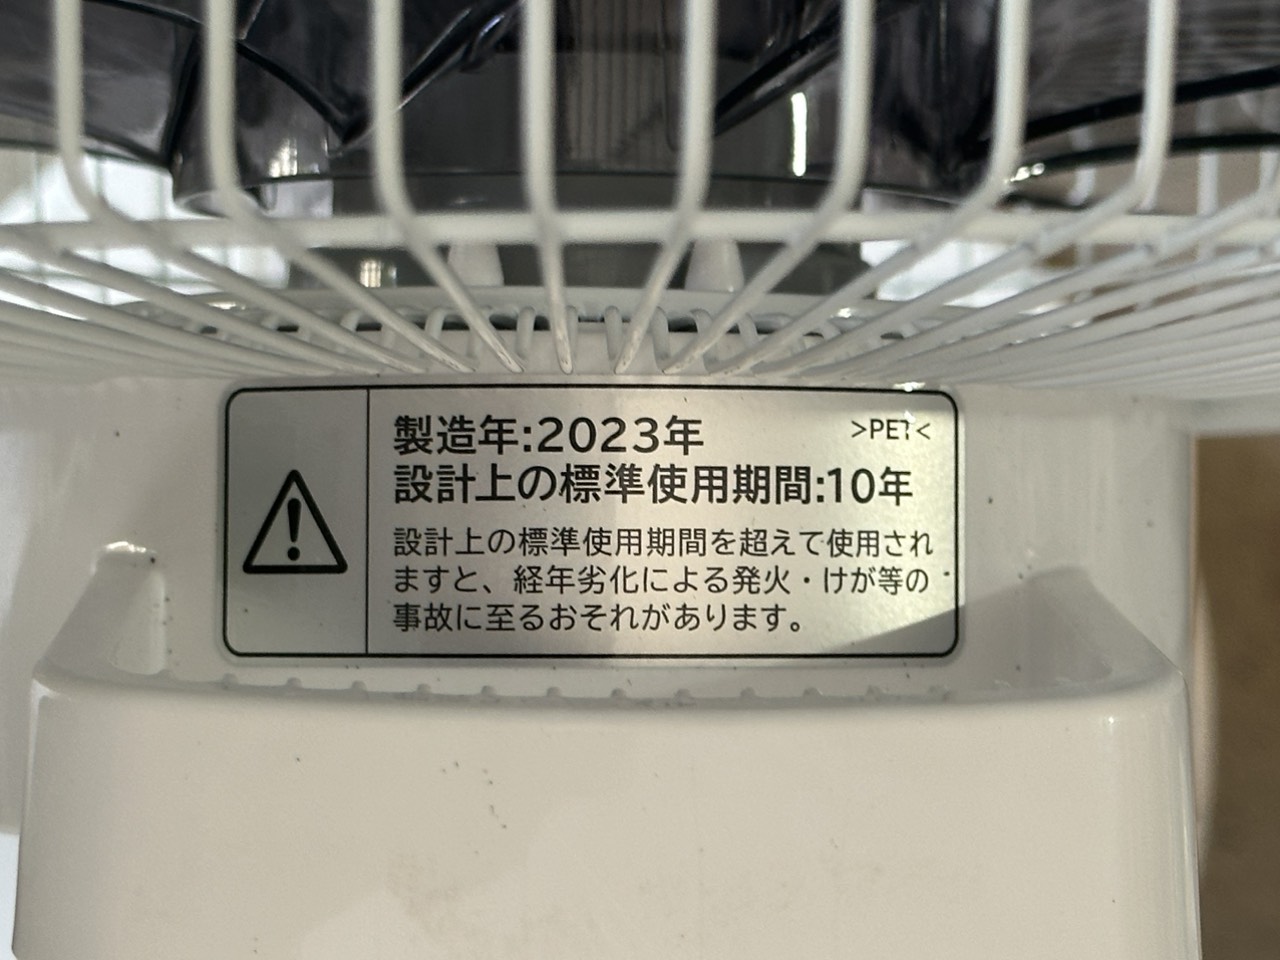 製造年:2023年 >PET<
設計上の標準使用期間:10年
設計上の標準使用期間を超えて使用され
ますと、経年劣化による発火・けが等の
事故に至るおそれがあります。